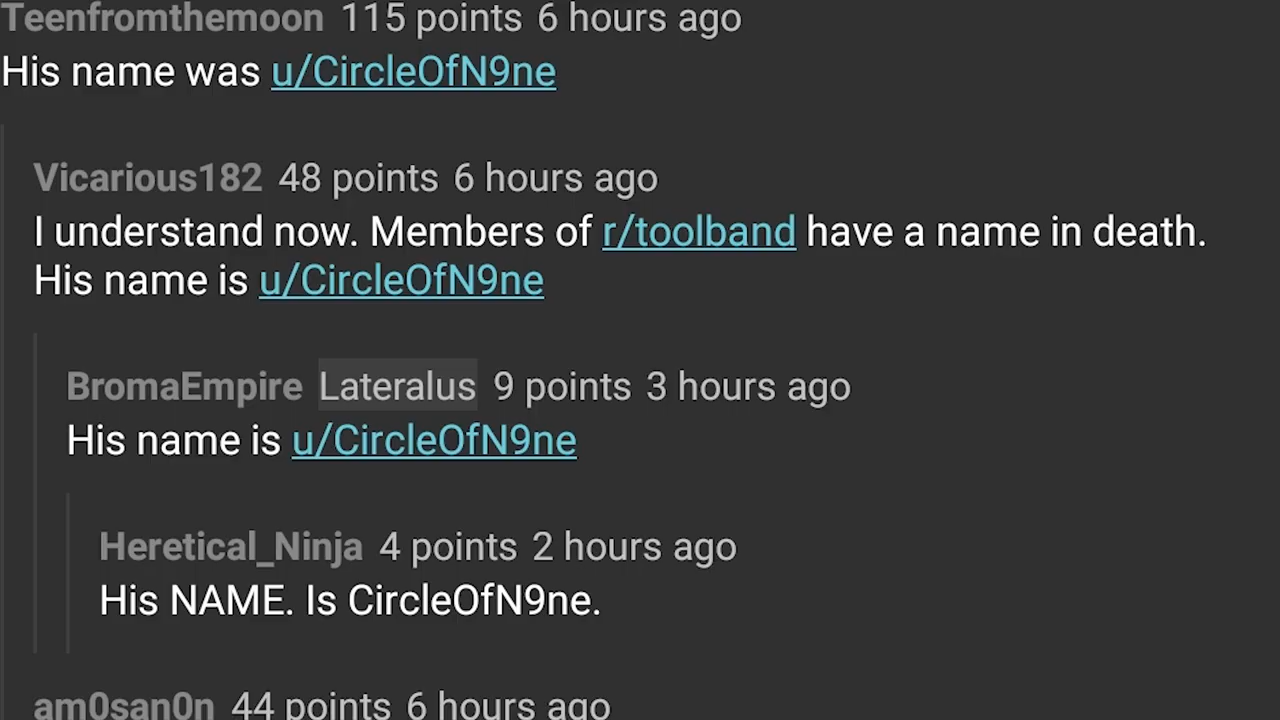 Teenfromthemoon 115 points 6 hours ago
His name was u/CircleOfN9ne
Vicarious182 48 points 6 hours ago
I understand now. Members of r/toolband have a name in death.
His name is u/CircleOfN9ne
BromaEmpire Lateralus 9 points 3 hours ago
His name is u/CircleOfN9ne
Heretical_Ninja 4 points 2 hours ago
His NAME. Is CircleOfN9ne.
am0san0n 44 points 6 hours ago